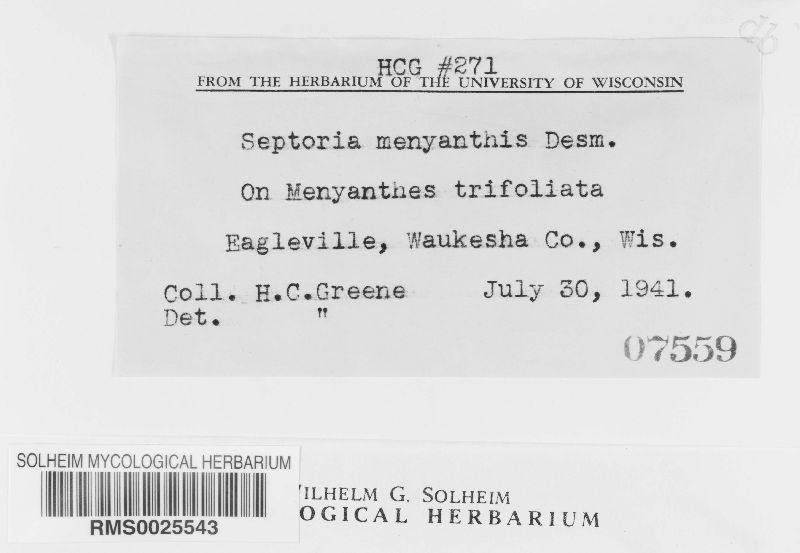 HCG #271
FROM THE HERBARIUM OF THE UNIVERSITY OF WISCONSIN
Septoria menyanthis Desm.
On Menyanthes trifoliata
Eagleville, Waukesha Co., Wis.
Coll. H.C.Greene July 30, 1941.
Det. "
07559
SOLHEIM MYCOLOGICAL HERBARIUM
RMS0025543
ILHELM G. SOLHEIM
OGICAL HERBARIUM